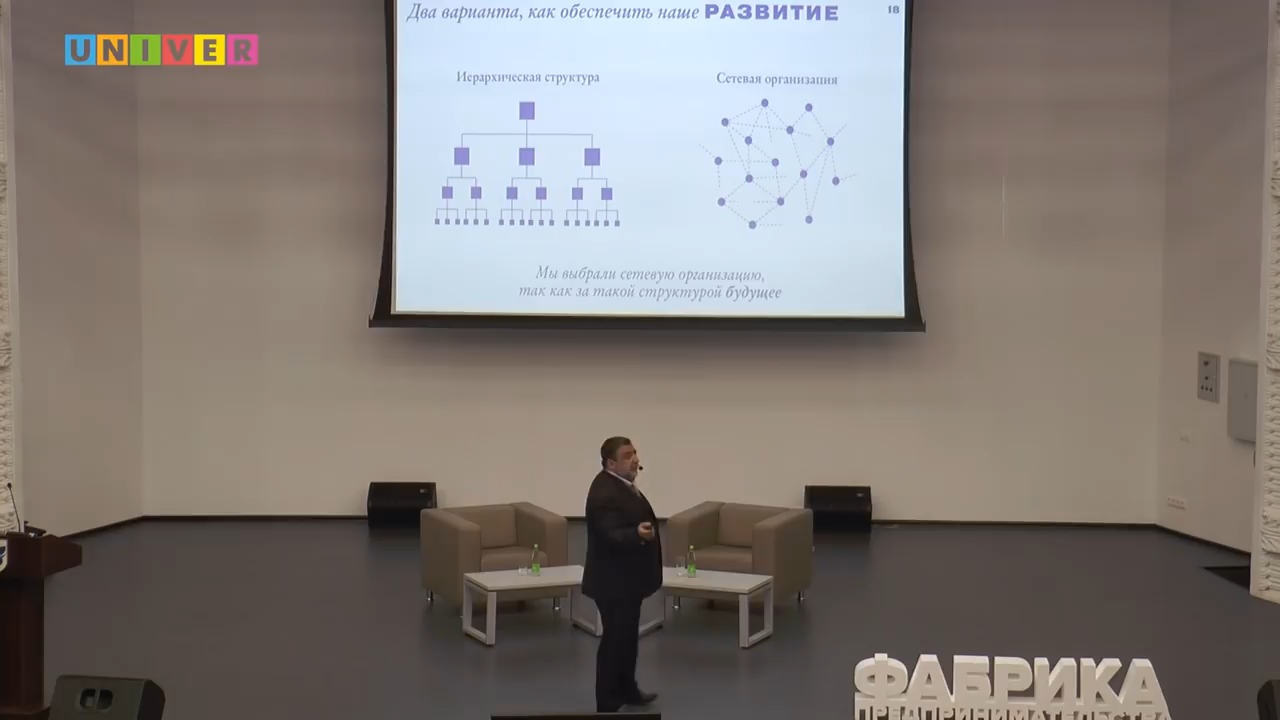 UNIVER
Два варианта, как обеспечить наше РАЗВИТИЕ
18
Иерархическая структура
Сетевая организация
Мы выбрали сетевую организацию,
так как за такой структурой будущее
ФАБРИКА
ПРЕДПРИНИМАТЕЛЬСТВА